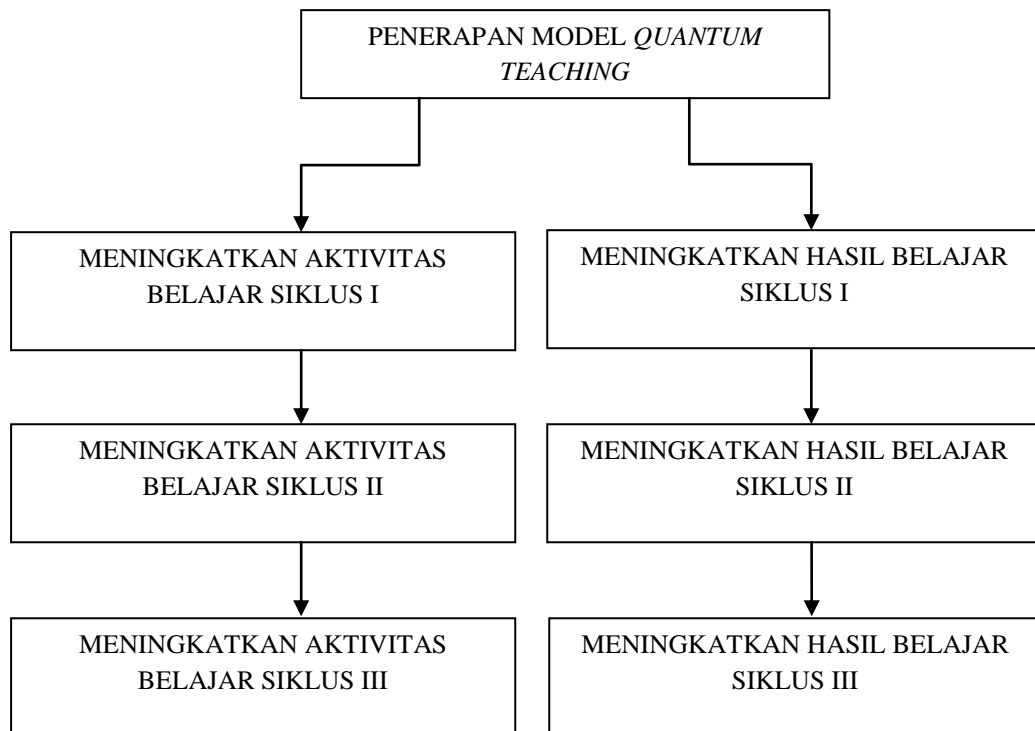 PENERAPAN MODEL QUANTUM
TEACHING
MENINGKATKAN AKTIVITAS
BELAJAR SIKLUS I
MENINGKATKAN HASIL BELAJAR
SIKLUS I
MENINGKATKAN AKTIVITAS
BELAJAR SIKLUS II
MENINGKATKAN HASIL BELAJAR
SIKLUS II
MENINGKATKAN AKTIVITAS
BELAJAR SIKLUS III
MENINGKATKAN HASIL BELAJAR
SIKLUS III